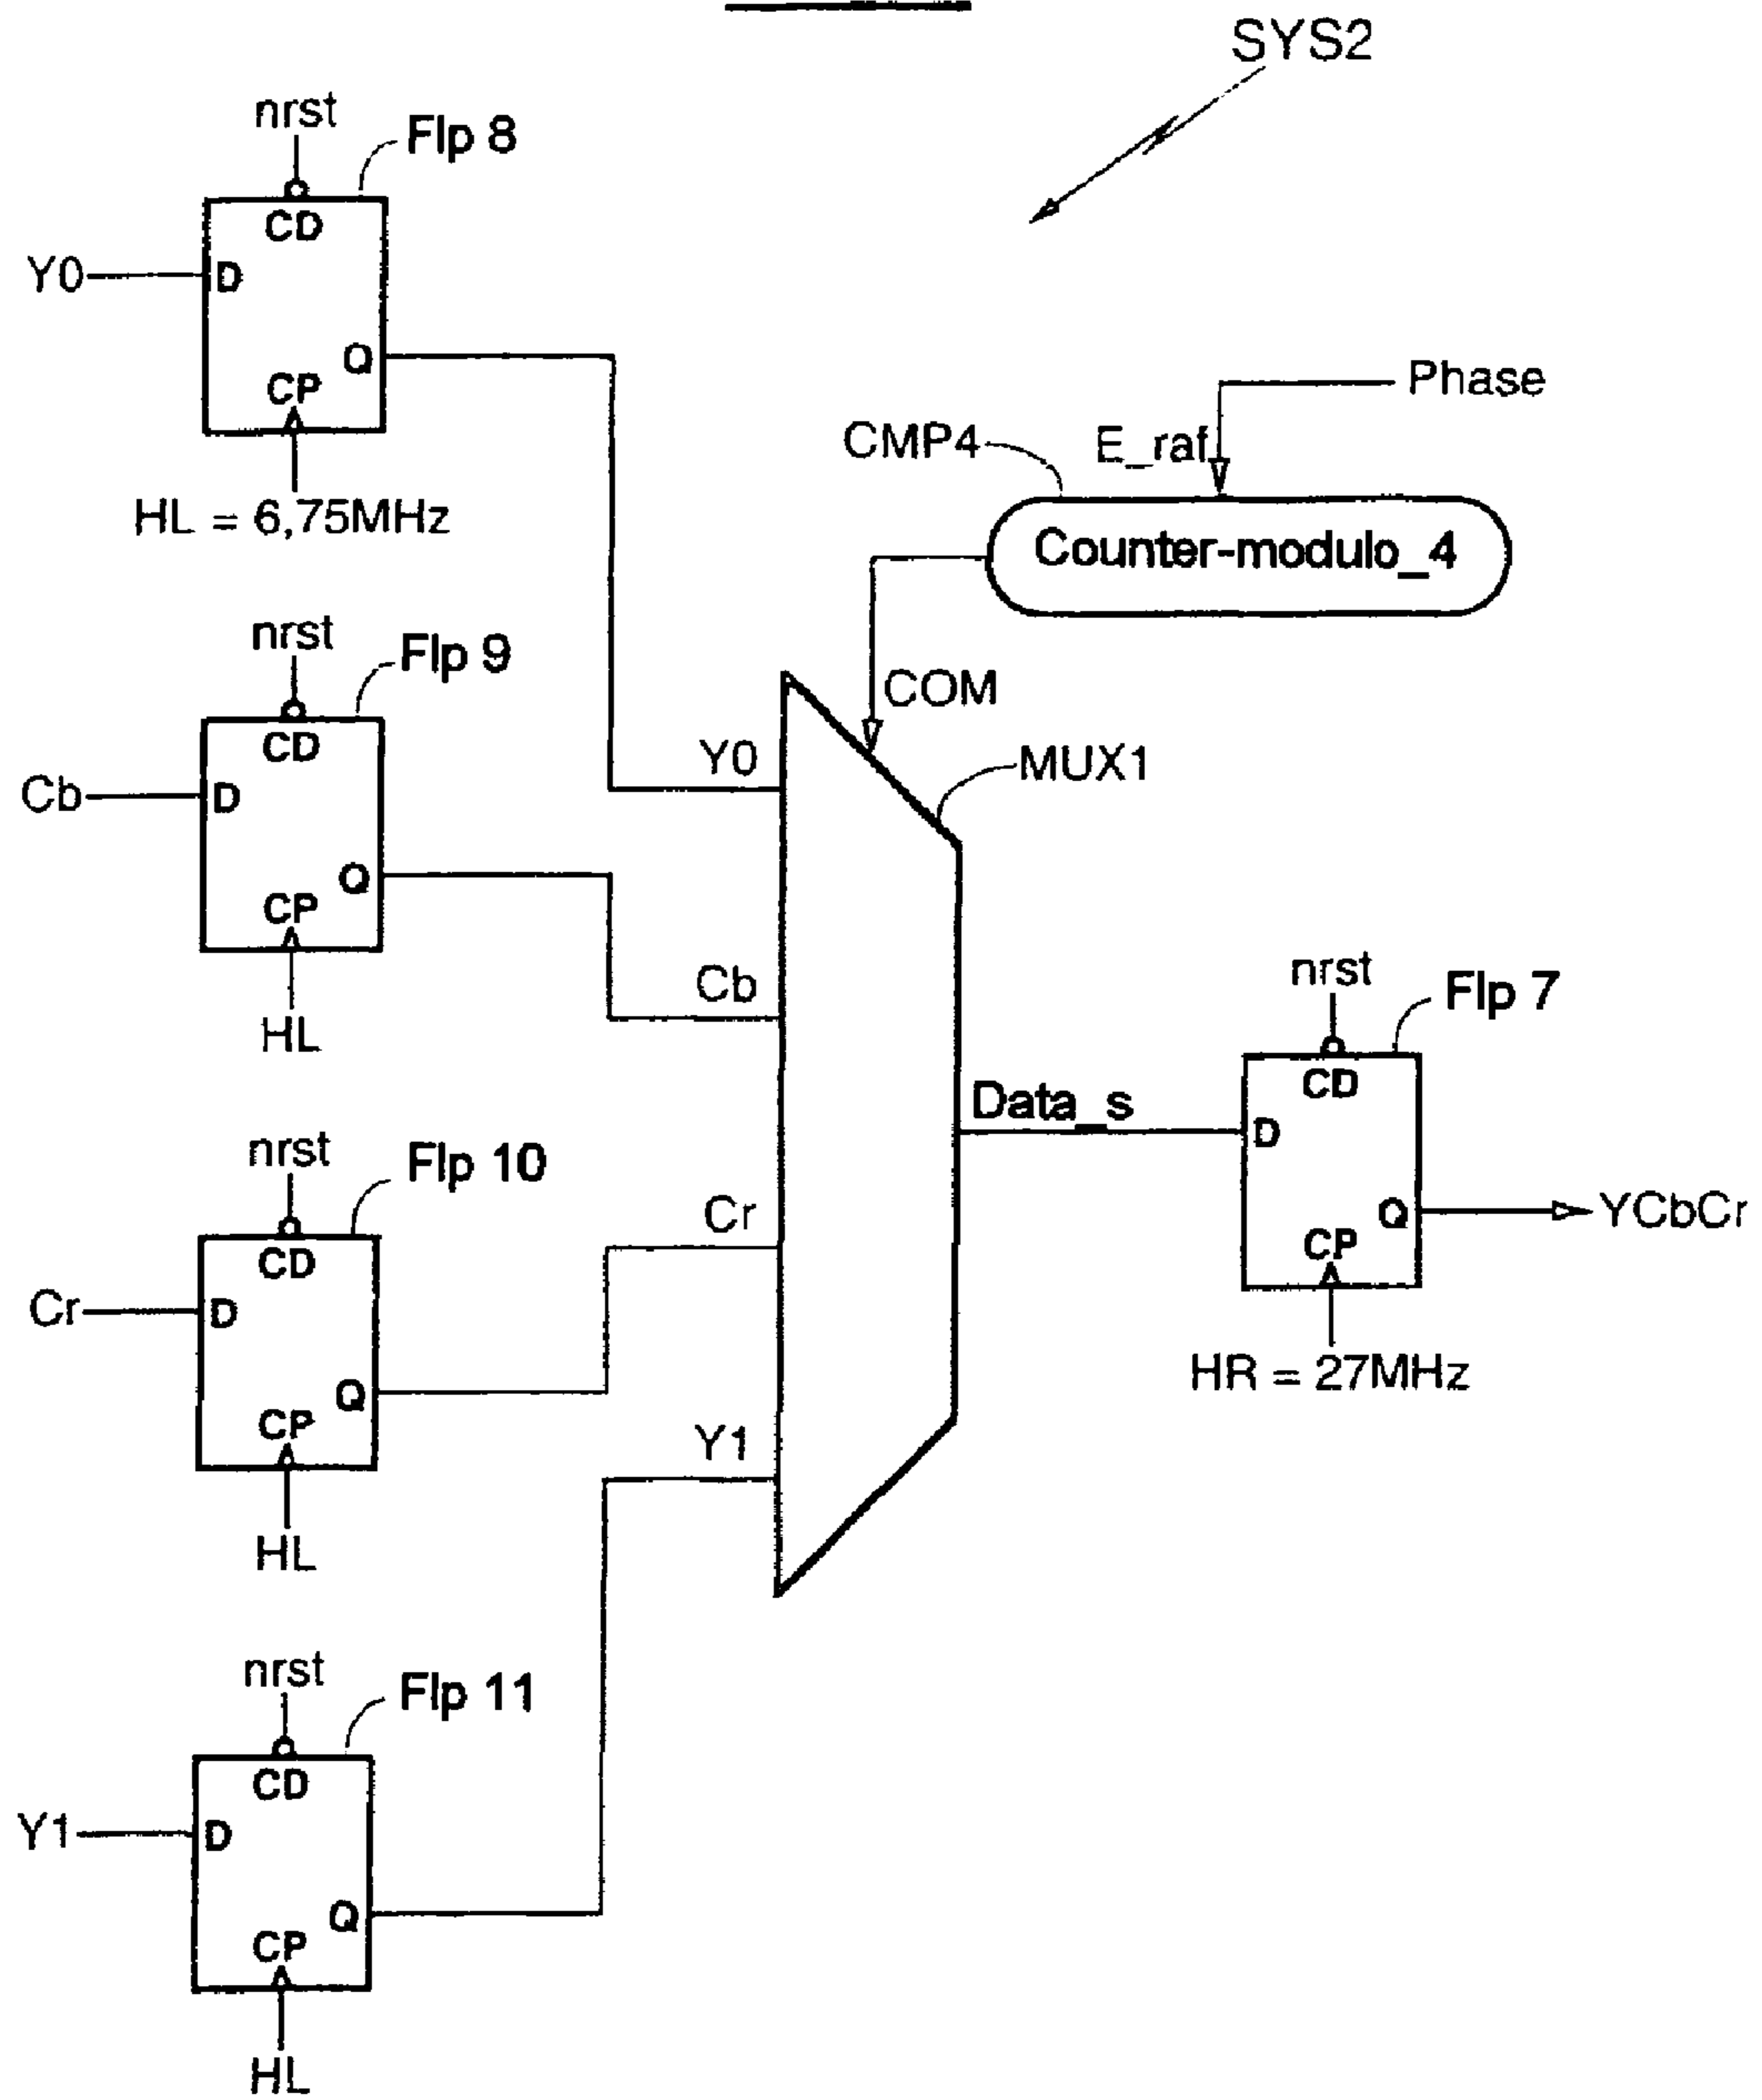 SYS2
nrst
Flp 8
CD
Y0
D
Q
CP
HL = 6,75MHz
Phase
E_raf
CMP4
Counter-modulo_4
COM
MUX1
nrst
Flp 9
CD
Cb
D
Q
CP
HL
Y0
Cb
Cr
Y1
nrst
Flp 10
CD
Cr
D
Q
CP
HL
Data_s
nrst
Flp 7
CD
D
Q
CP
YCbCr
HR = 27MHz
nrst
Flp 11
CD
Y1
D
Q
CP
HL